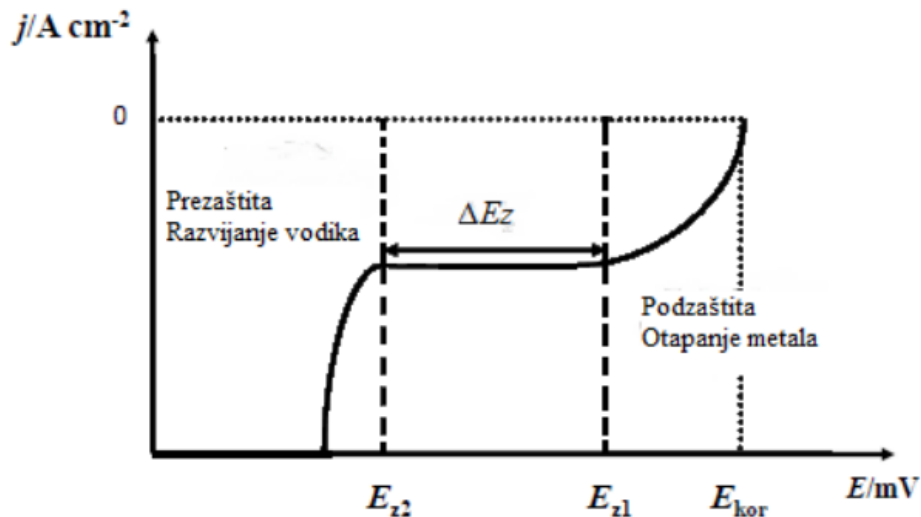 j/A cm-2
0
Prezaštita
Razvijanje vodika
ΔEz
Podzaštita
Otapanje metala
Ez2
Ez1
Ekor
E/mV